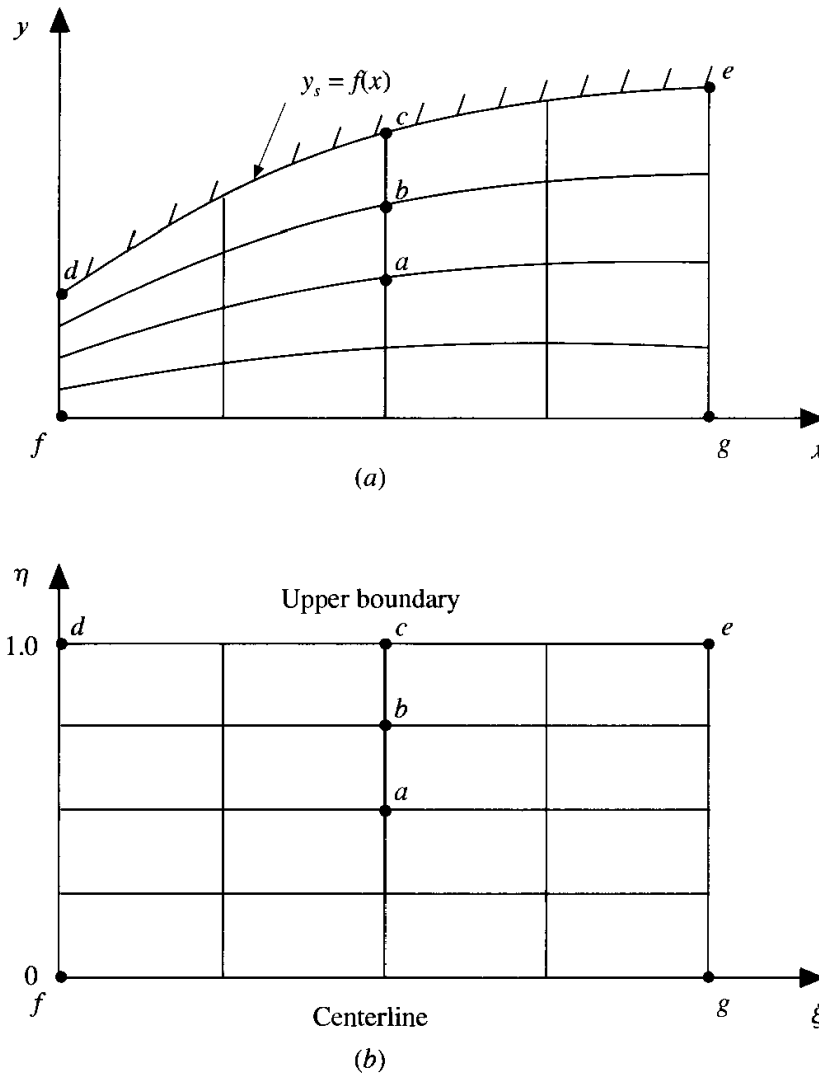 y
y_s = f(x)
e
c
b
a
d
f
g
(a)
η
Upper boundary
1.0
d
c
e
b
a
0
f
g
ξ
Centerline
(b)